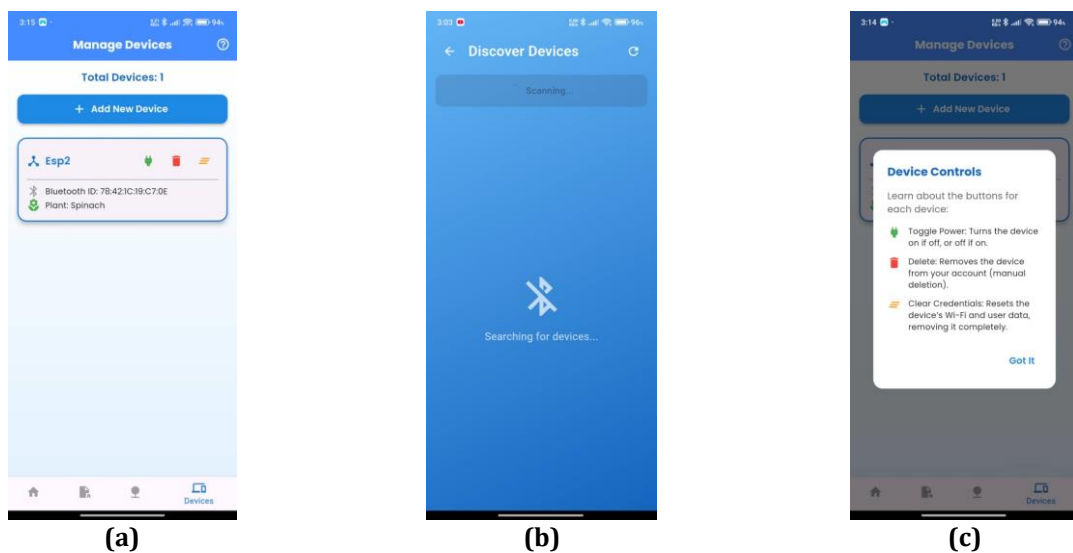 3:15
94%
Manage Devices
Total Devices: 1
+ Add New Device
Esp2
Bluetooth ID: 78:42:1C:19:C7:0E
Plant: Spinach
Devices
(a)
3:03
96%
Discover Devices
Scanning...
Searching for devices...
(b)
3:14
94%
Manage Devices
Total Devices: 1
+ Add New Device
Device Controls
Learn about the buttons for
each device:
Toggle Power: Turns the device
on if off, or off if on.
Delete: Removes the device
from your account (manual
deletion).
Clear Credentials: Resets the
device's Wi-Fi and user data,
removing it completely.
Got It
Devices
(c)